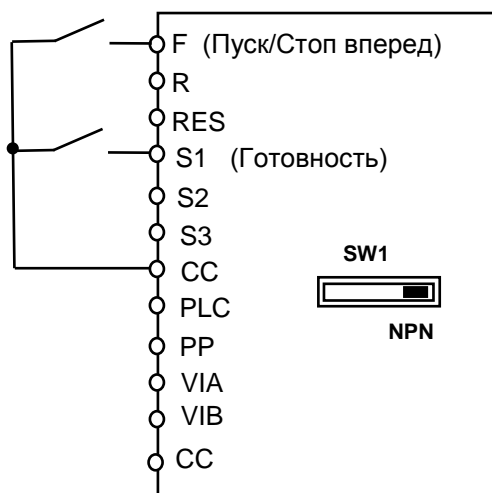 F (Пуск/Стоп вперед)
R
RES
S1 (Готовность)
S2
S3
CC
PLC
PP
VIA
VIB
CC
SW1
NPN